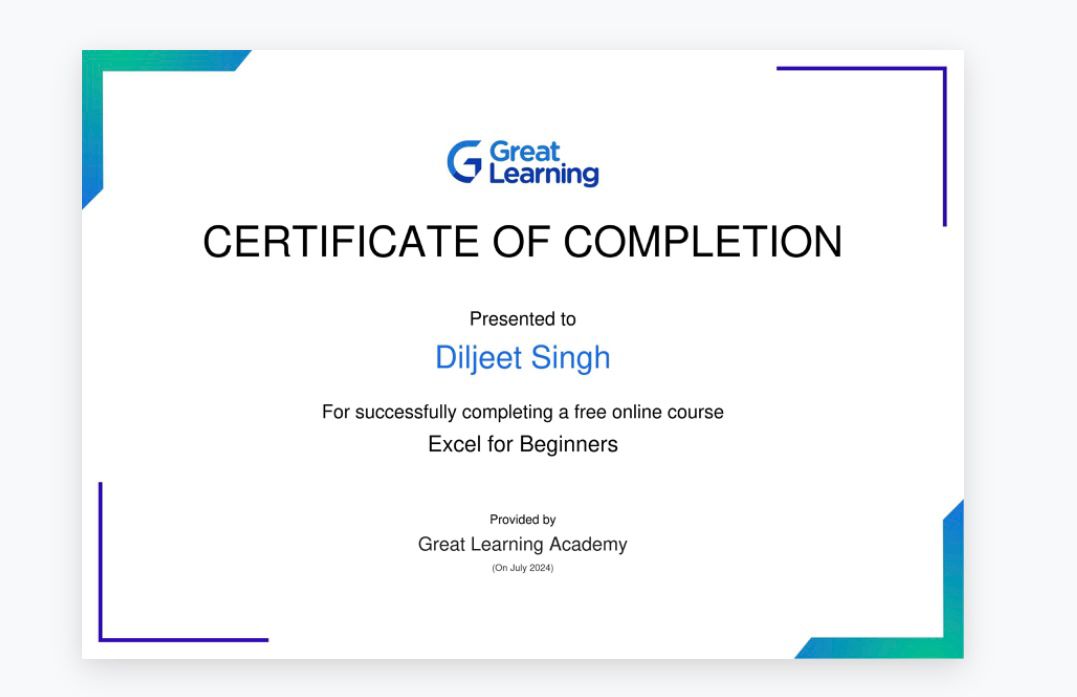 Great
Learning
CERTIFICATE OF COMPLETION
Presented to
Diljeet Singh
For successfully completing a free online course
Excel for Beginners
Provided by
Great Learning Academy
(On July 2024)